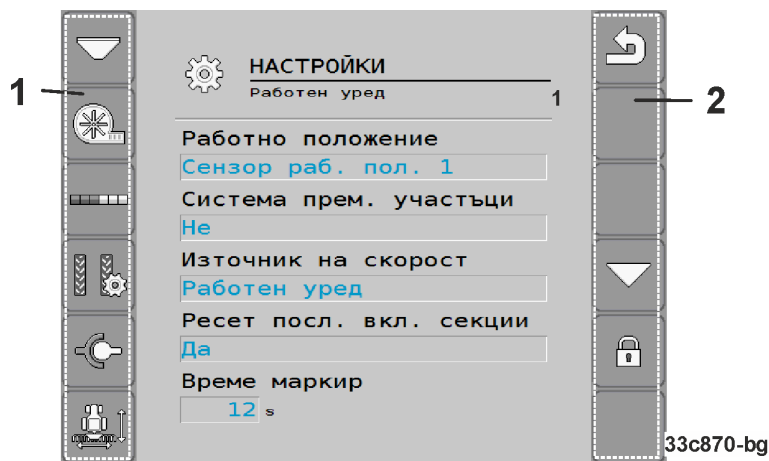 НАСТРОЙКИ
Работен уред
1
1
2
Работно положение
Сензор раб. пол. 1
Система прем. участъци
Не
Източник на скорост
Работен уред
Ресет посл. вкл. секции
Да
Време маркир
12 s
33c870-bg